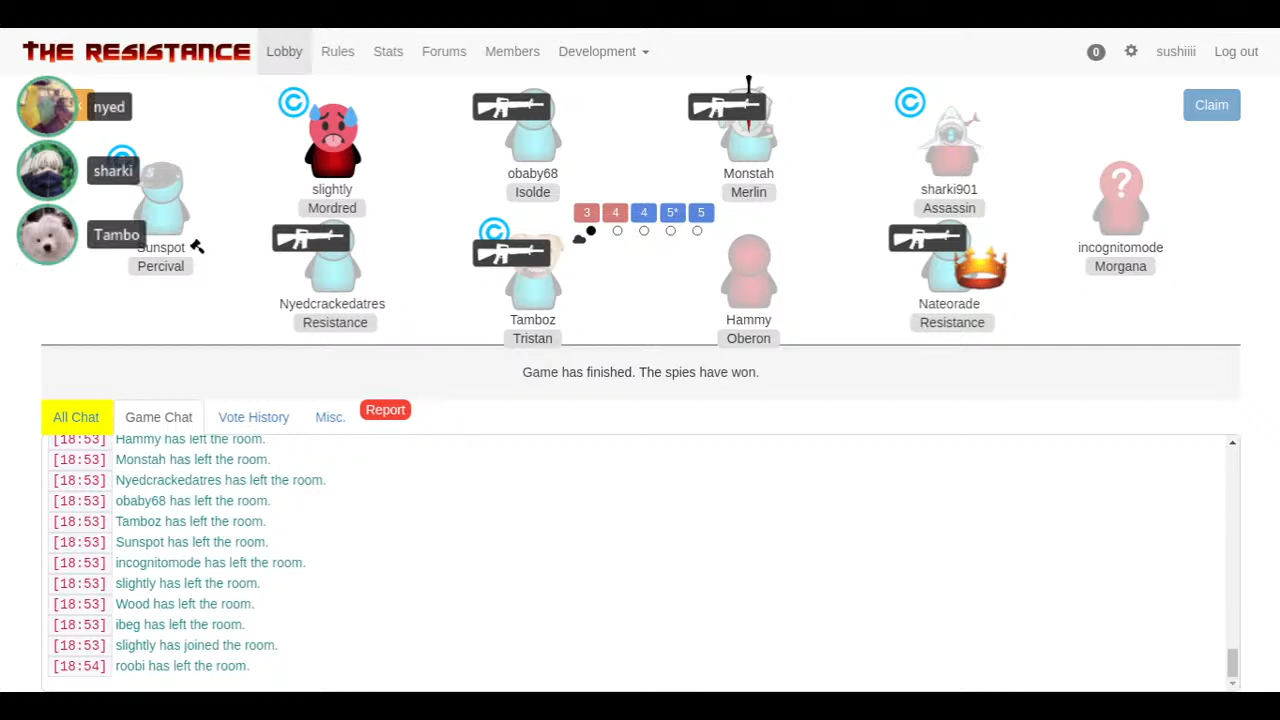 THE RESISTANCE Lobby Rules Stats Forums Members Development 0 sushiiii Log out
nyed
sharki
Tambo
Claim
Sunspot
Percival
slightly
Mordred
obaby68
Isolde
Monstah
Merlin
sharki901
Assassin
incognitomode
Morgana
3 4 4 5* 5
Nyedcrackedatres
Resistance
Tamboz
Tristan
Hammy
Oberon
Nateorade
Resistance
Game has finished. The spies have won.
All Chat Game Chat Vote History Misc. Report
[18:53] Hammy has left the room.
[18:53] Monstah has left the room.
[18:53] Nyedcrackedatres has left the room.
[18:53] obaby68 has left the room.
[18:53] Tamboz has left the room.
[18:53] Sunspot has left the room.
[18:53] incognitomode has left the room.
[18:53] slightly has left the room.
[18:53] Wood has left the room.
[18:53] ibeg has left the room.
[18:53] slightly has joined the room.
[18:54] roobi has left the room.